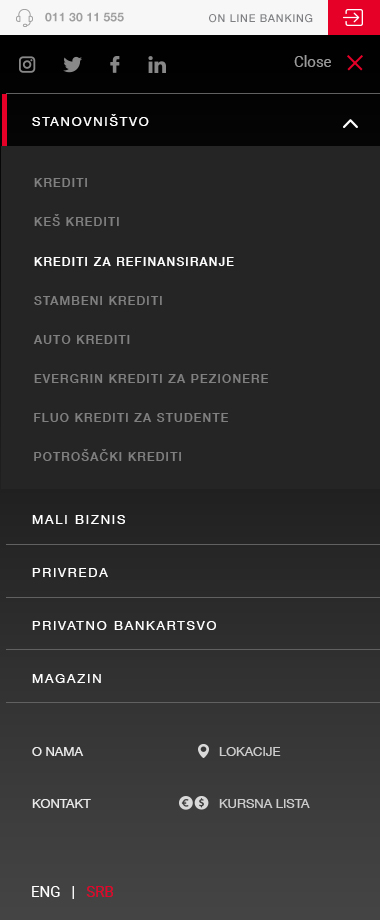 011 30 11 555 ON LINE BANKING
Close
STANOVNIŠTVO
KREDITI
KEŠ KREDITI
KREDITI ZA REFINANSIRANJE
STAMBENI KREDITI
AUTO KREDITI
EVERGRIN KREDITI ZA PEZIONERE
FLUO KREDITI ZA STUDENTE
POTROŠAČKI KREDITI
MALI BIZNIS
PRIVREDA
PRIVATNO BANKARTSVO
MAGAZIN
O NAMA LOKACIJE
KONTAKT KURSNA LISTA
ENG | SRB